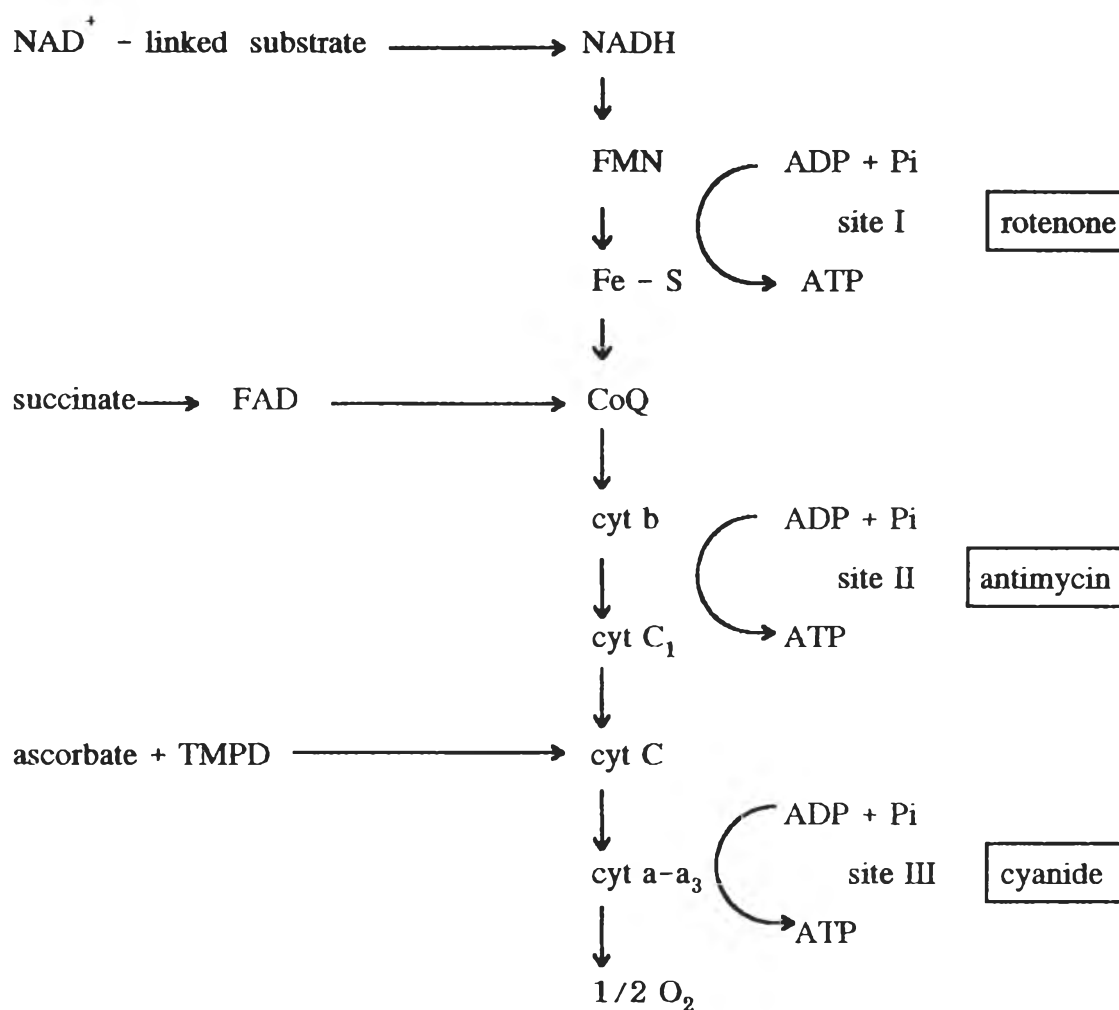 NAD+ - linked substrate NADH
FMN ADP + Pi
site I rotenone
Fe - S ATP
succinate FAD CoQ
cyt b ADP + Pi
site II antimycin
cyt C1 ATP
ascorbate + TMPD cyt C
ADP + Pi
cyt a-a3 site III cyanide
ATP
1/2 O2